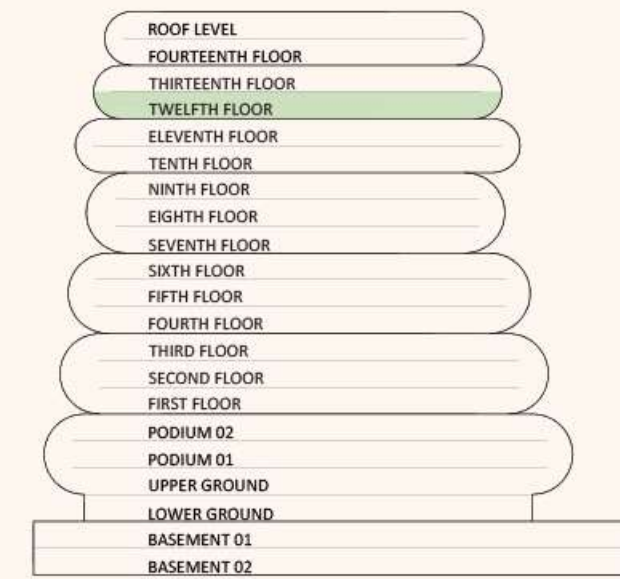 ROOF LEVEL
FOURTEENTH FLOOR
THIRTEENTH FLOOR
TWELFTH FLOOR
ELEVENTH FLOOR
TENTH FLOOR
NINTH FLOOR
EIGHTH FLOOR
SEVENTH FLOOR
SIXTH FLOOR
FIFTH FLOOR
FOURTH FLOOR
THIRD FLOOR
SECOND FLOOR
FIRST FLOOR
PODIUM 02
PODIUM 01
UPPER GROUND
LOWER GROUND
BASEMENT 01
BASEMENT 02